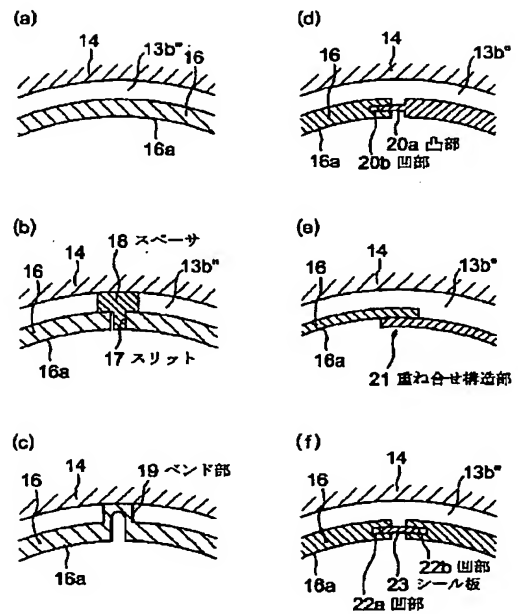 (a)
14
13b"
16
16a
(b)
18 スペーサ
14
16
13b"
17 スリット
16a
(c)
14
19 ベンド部
16
16a
(d)
14
13b"
16
20a 凸部
16a
20b 凹部
(e)
14
16
13b"
16a
21 重ね合せ構造部
(f)
14
13b"
16
22b 凹部
16a
23 シール板
22a 凹部